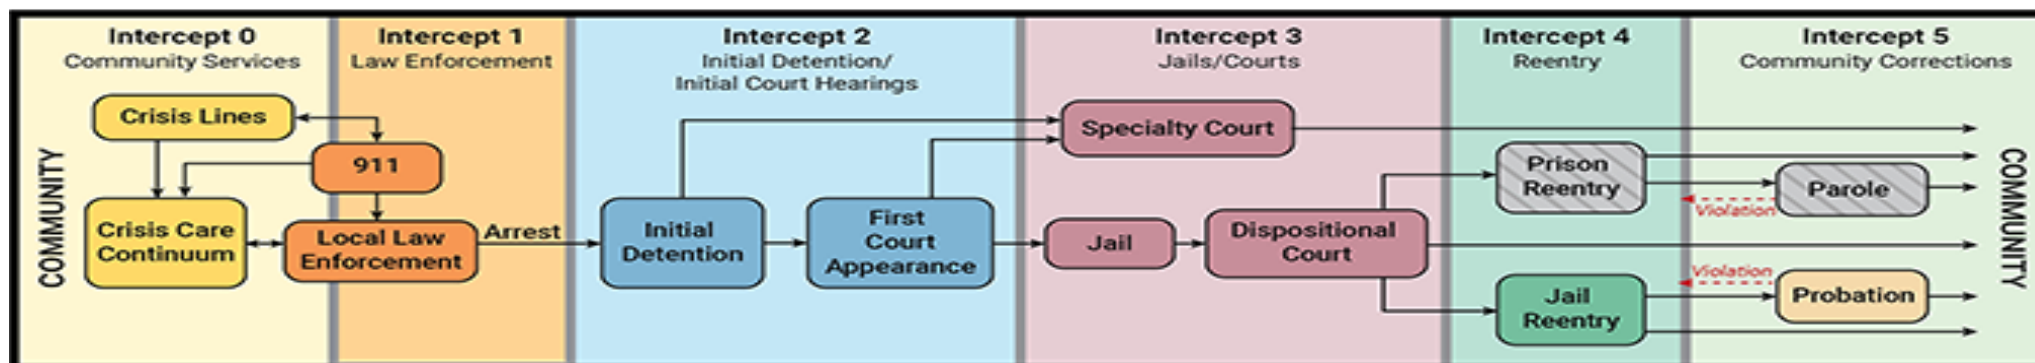 Intercept 0
Community Services
Intercept 1
Law Enforcement
Intercept 2
Initial Detention/
Initial Court Hearings
Intercept 3
Jails/Courts
Intercept 4
Reentry
Intercept 5
Community Corrections
COMMUNITY
Crisis Lines
911
Crisis Care
Continuum
Local Law
Enforcement
Arrest
Initial
Detention
First
Court
Appearance
Specialty Court
Jail
Dispositional
Court
Prison
Reentry
Violation
Parole
Jail
Reentry
Violation
Probation
COMMUNITY